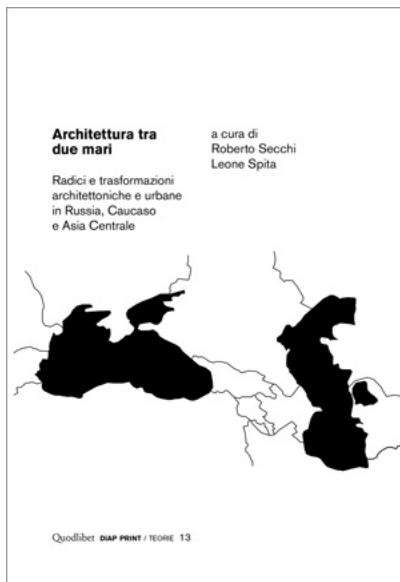 Architettura tra
due mari
a cura di
Roberto Secchi
Leone Spita
Radici e trasformazioni
architettoniche e urbane
in Russia, Caucaso
e Asia Centrale
Quodlibet DiAP PRINT / TEORIE 13